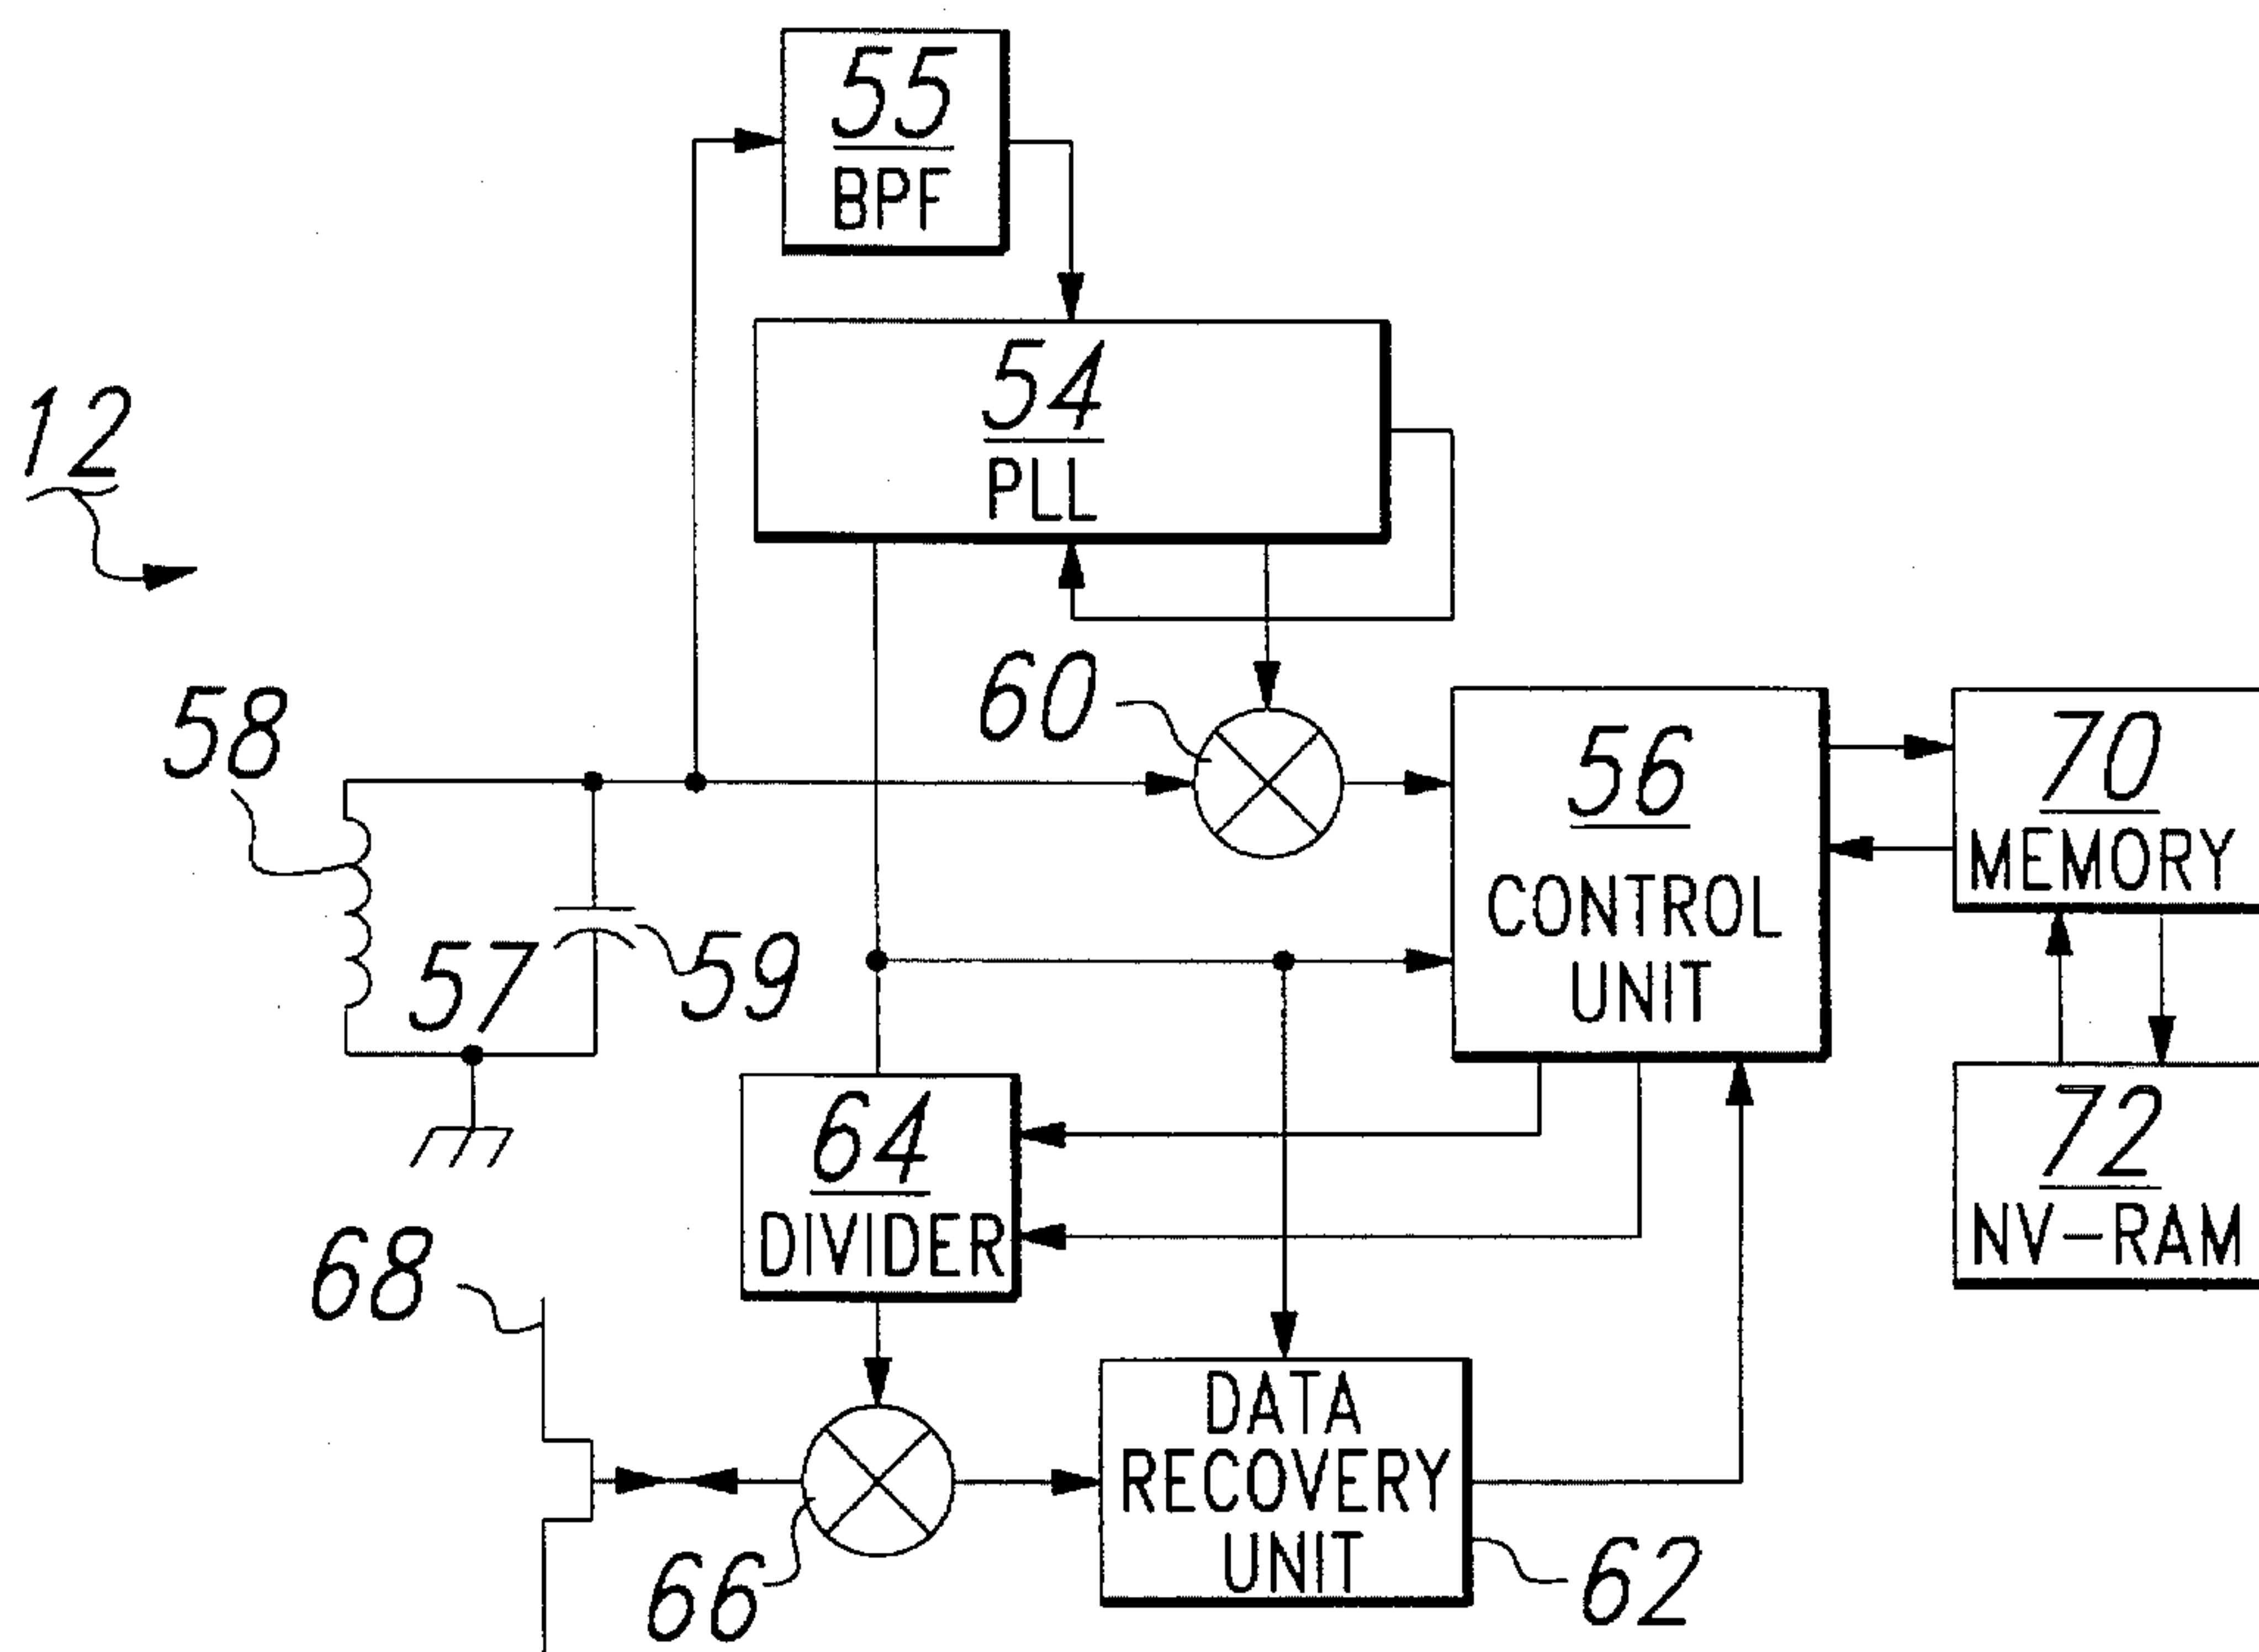 55
BPF
54
PLL
12
60
58
56
CONTROL
UNIT
70
MEMORY
57
59
64
DIVIDER
72
NV-RAM
68
DATA
RECOVERY
UNIT
66
62